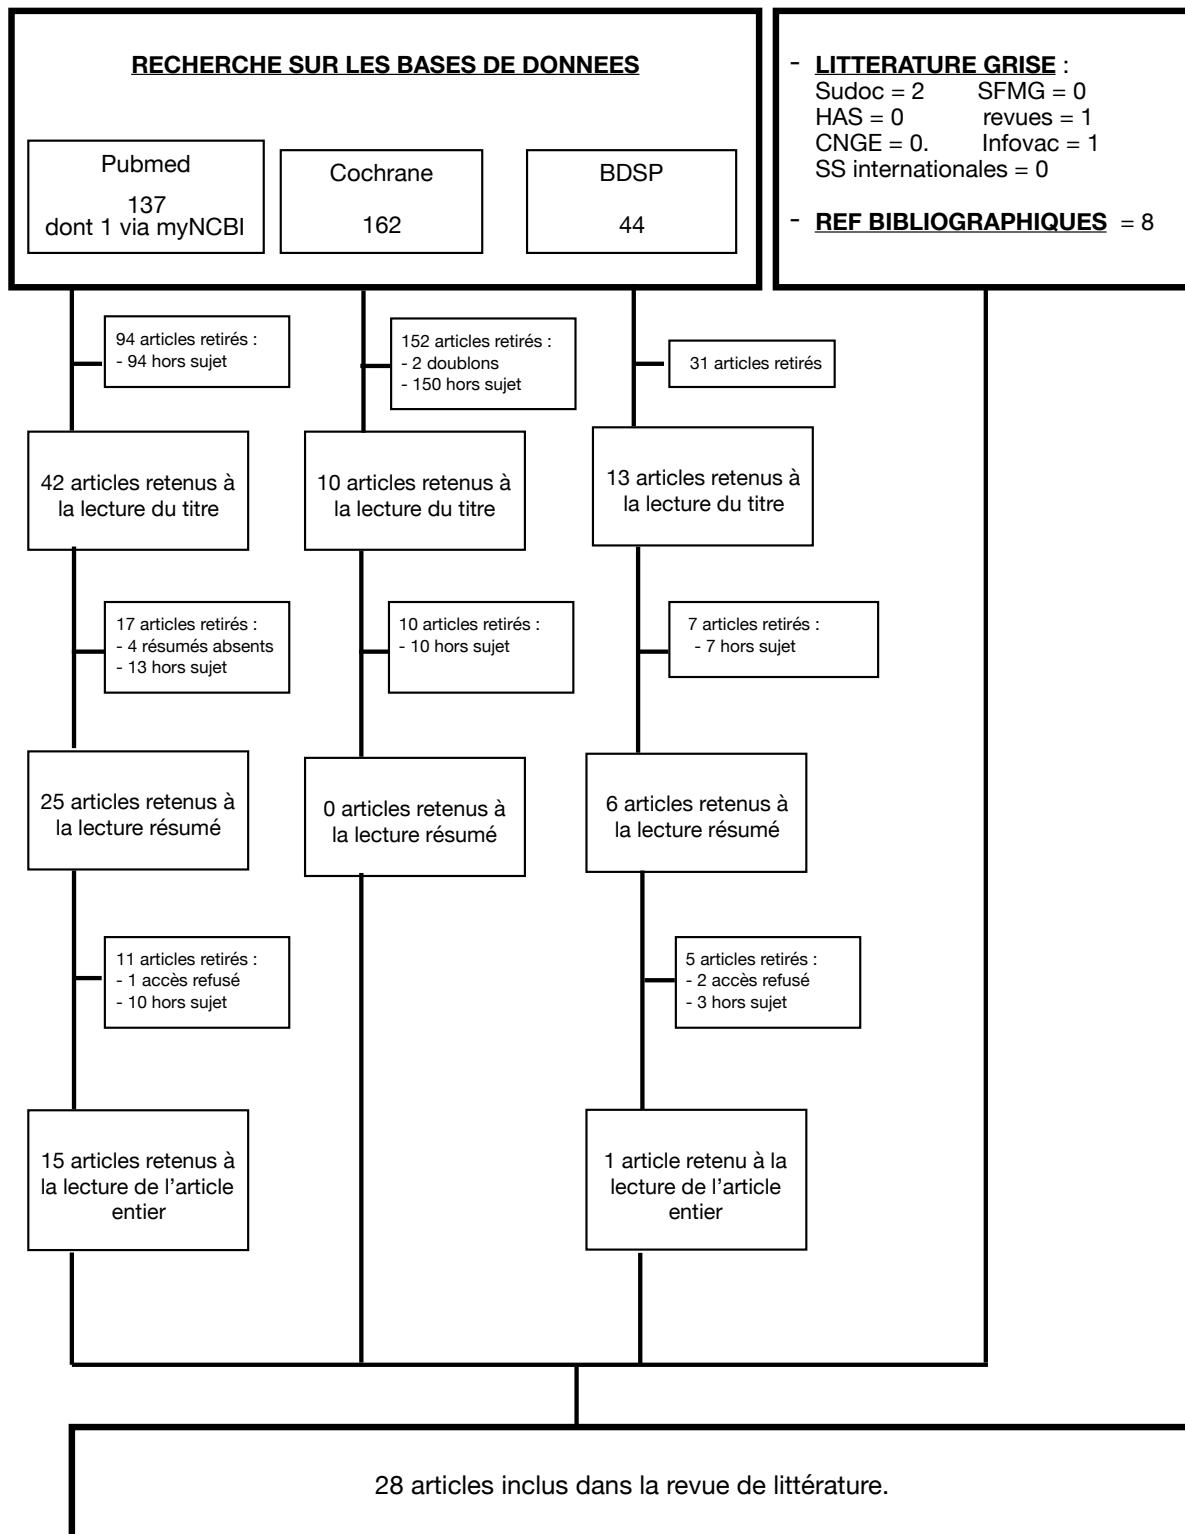 RECHERCHE SUR LES BASES DE DONNEES
Pubmed
137
dont 1 via myNCBI
Cochrane
162
BDSP
44
- LITTERATURE GRISE :
Sudoc = 2 SFMG = 0
HAS = 0 revues = 1
CNGE = 0. Infovac = 1
SS internationales = 0
- REF BIBLIOGRAPHIQUES = 8
94 articles retirés :
- 94 hors sujet
152 articles retirés :
- 2 doublons
- 150 hors sujet
31 articles retirés
42 articles retenus à
la lecture du titre
10 articles retenus à
la lecture du titre
13 articles retenus à
la lecture du titre
17 articles retirés :
- 4 résumés absents
- 13 hors sujet
10 articles retirés :
- 10 hors sujet
7 articles retirés :
- 7 hors sujet
25 articles retenus à
la lecture résumé
0 articles retenus à
la lecture résumé
6 articles retenus à
la lecture résumé
11 articles retirés :
- 1 accès refusé
- 10 hors sujet
5 articles retirés :
- 2 accès refusé
- 3 hors sujet
15 articles retenus à
la lecture de l'article
entier
1 article retenu à la
lecture de l'article
entier
28 articles inclus dans la revue de littérature.